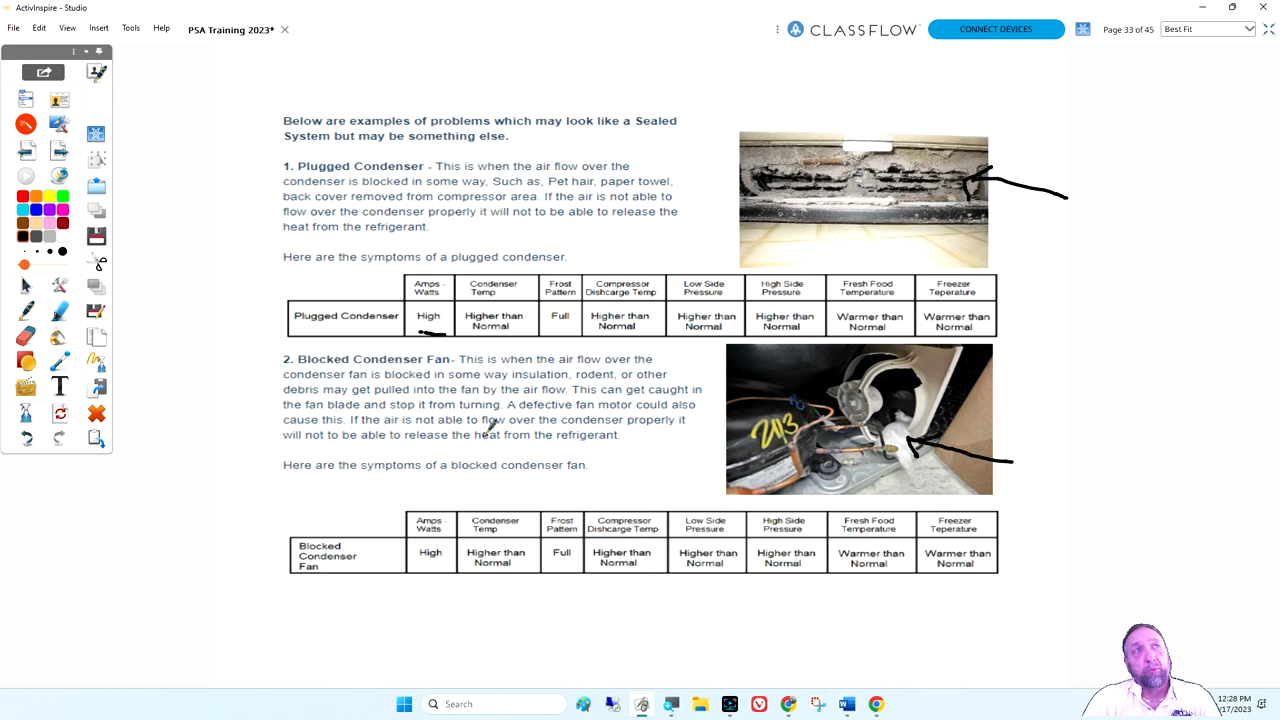 ActivInspire - Studio
File Edit View Insert Tools Help PSA Training 2023*
CLASSFLOW CONNECT DEVICES Page 33 of 45 Best Fit
Below are examples of problems which may look like a Sealed
System but may be something else.
1. Plugged Condenser - This is when the air flow over the
condenser is blocked in some way, Such as, Pet hair, paper towel,
back cover removed from compressor area. If the air is not able to
flow over the condenser properly it will not to be able to release the
heat from the refrigerant.
Here are the symptoms of a plugged condenser.
Amps - Watts Condenser Temp Frost Pattern Compressor Dishcarge Temp Low Side Pressure High Side Pressure Fresh Food Temperature Freezer Teperature
Plugged Condenser High Higher than Normal Full Higher than Normal Higher than Normal Higher than Normal Warmer than Normal Warmer than Normal
2. Blocked Condenser Fan- This is when the air flow over the
condenser fan is blocked in some way insulation, rodent, or other
debris may get pulled into the fan by the air flow. This can get caught in
the fan blade and stop it from turning. A defective fan motor could also
cause this. If the air is not able to flow over the condenser properly it
will not to be able to release the heat from the refrigerant.
2013
Here are the symptoms of a blocked condenser fan.
Amps - Watts Condenser Temp Frost Pattern Compressor Discharge Temp Low Side Pressure High Side Pressure Fresh Food Temperature Freezer Teperature
Blocked Condenser Fan High Higher than Normal Full Higher than Normal Higher than Normal Higher than Normal Warmer than Normal Warmer than Normal
Search
12:28 PM
/17/2023